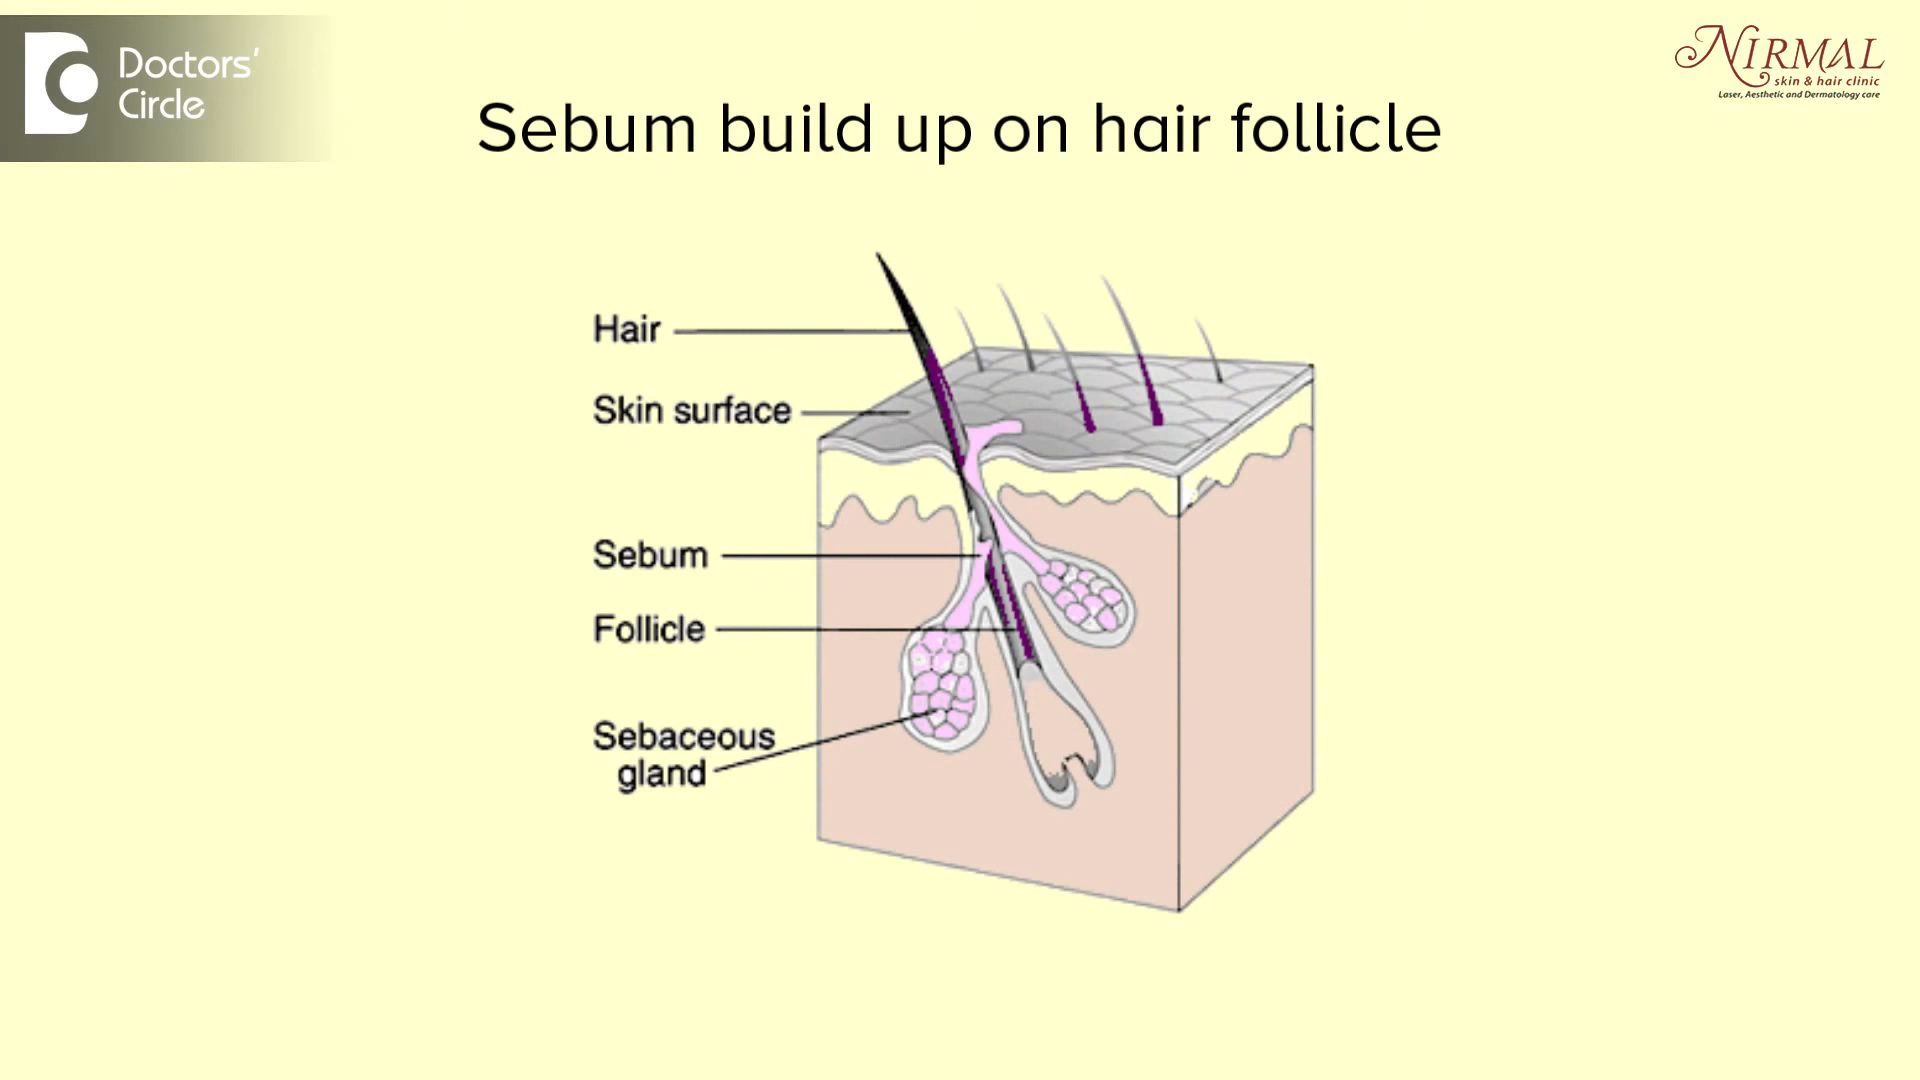 Doctors'
Circle
NIRMAL
skin & hair clinic
Laser, Aesthetic and Dermatology care
Sebum build up on hair follicle
Hair
Skin surface
Sebum
Follicle
Sebaceous
gland